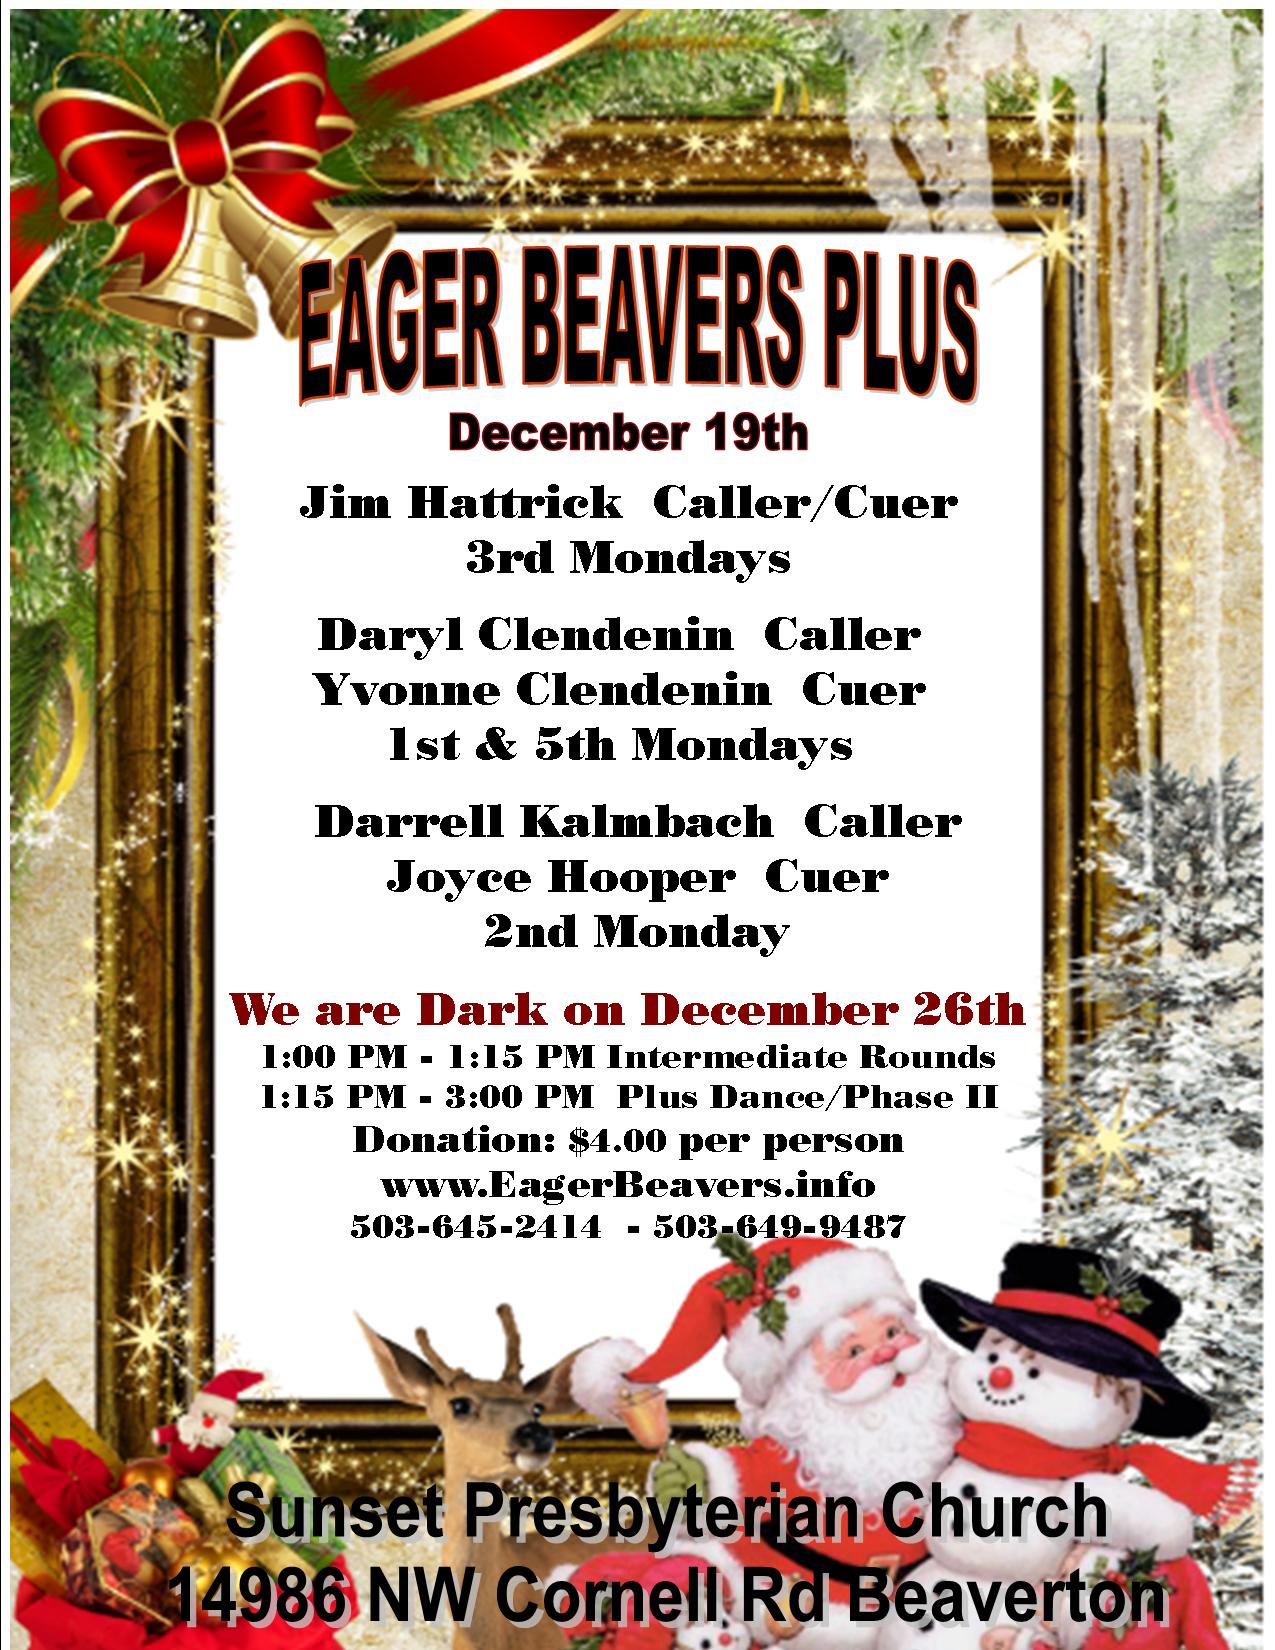 EAGER BEAVERS PLUS
December 19th
Jim Hattrick Caller/Cuer
3rd Mondays
Daryl Clendenin Caller
Yvonne Clendenin Cuer
1st & 5th Mondays
Darrell Kalmbach Caller
Joyce Hooper Cuer
2nd Monday
We are Dark on December 26th
1:00 PM - 1:15 PM Intermediate Rounds
1:15 PM - 3:00 PM Plus Dance/Phase II
Donation: $4.00 per person
www.EagerBeavers.info
503-645-2414 - 503-649-9487
Sunset Presbyterian Church
14986 NW Cornell Rd Beaverton